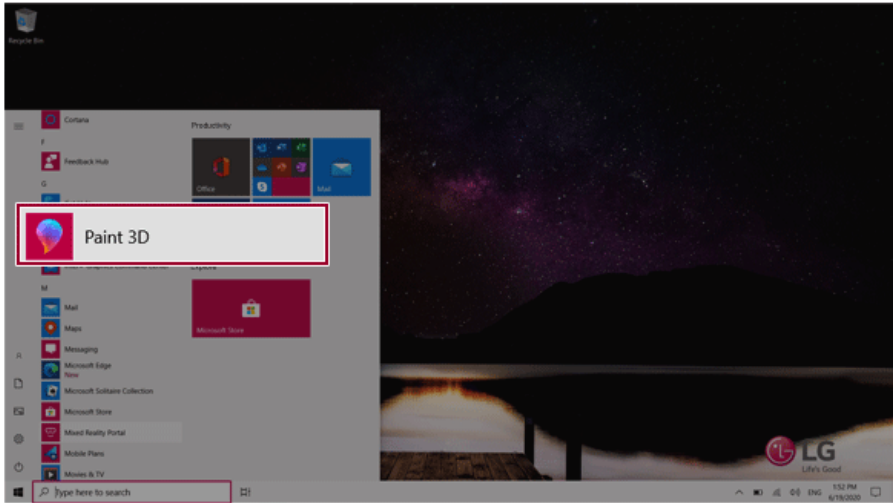 Recycle Bin
Cortana
Productivity
F
Feedback Hub
G
Office
Mail
Paint 3D
Explore
M
Mail
Maps
Microsoft Store
Messaging
Microsoft Edge
New
Microsoft Solitaire Collection
Microsoft Store
Mixed Reality Portal
Mobile Plans
Movies & TV
LG
Life's Good
Type here to search
ENG
1:52 PM
6/19/2020